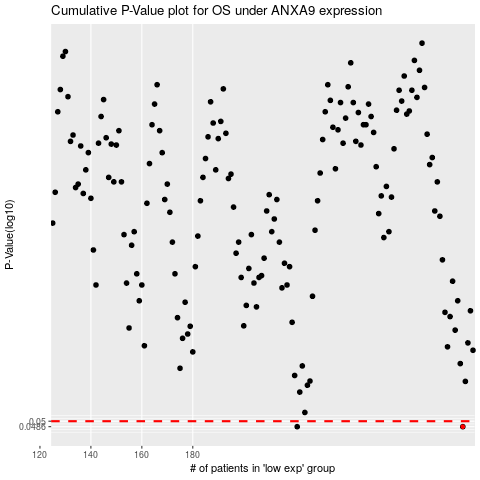 Cumulative P-Value plot for OS under ANXA9 expression
P-Value(log10)
0.05
0.0486
120 140 160 180
# of patients in 'low exp' group